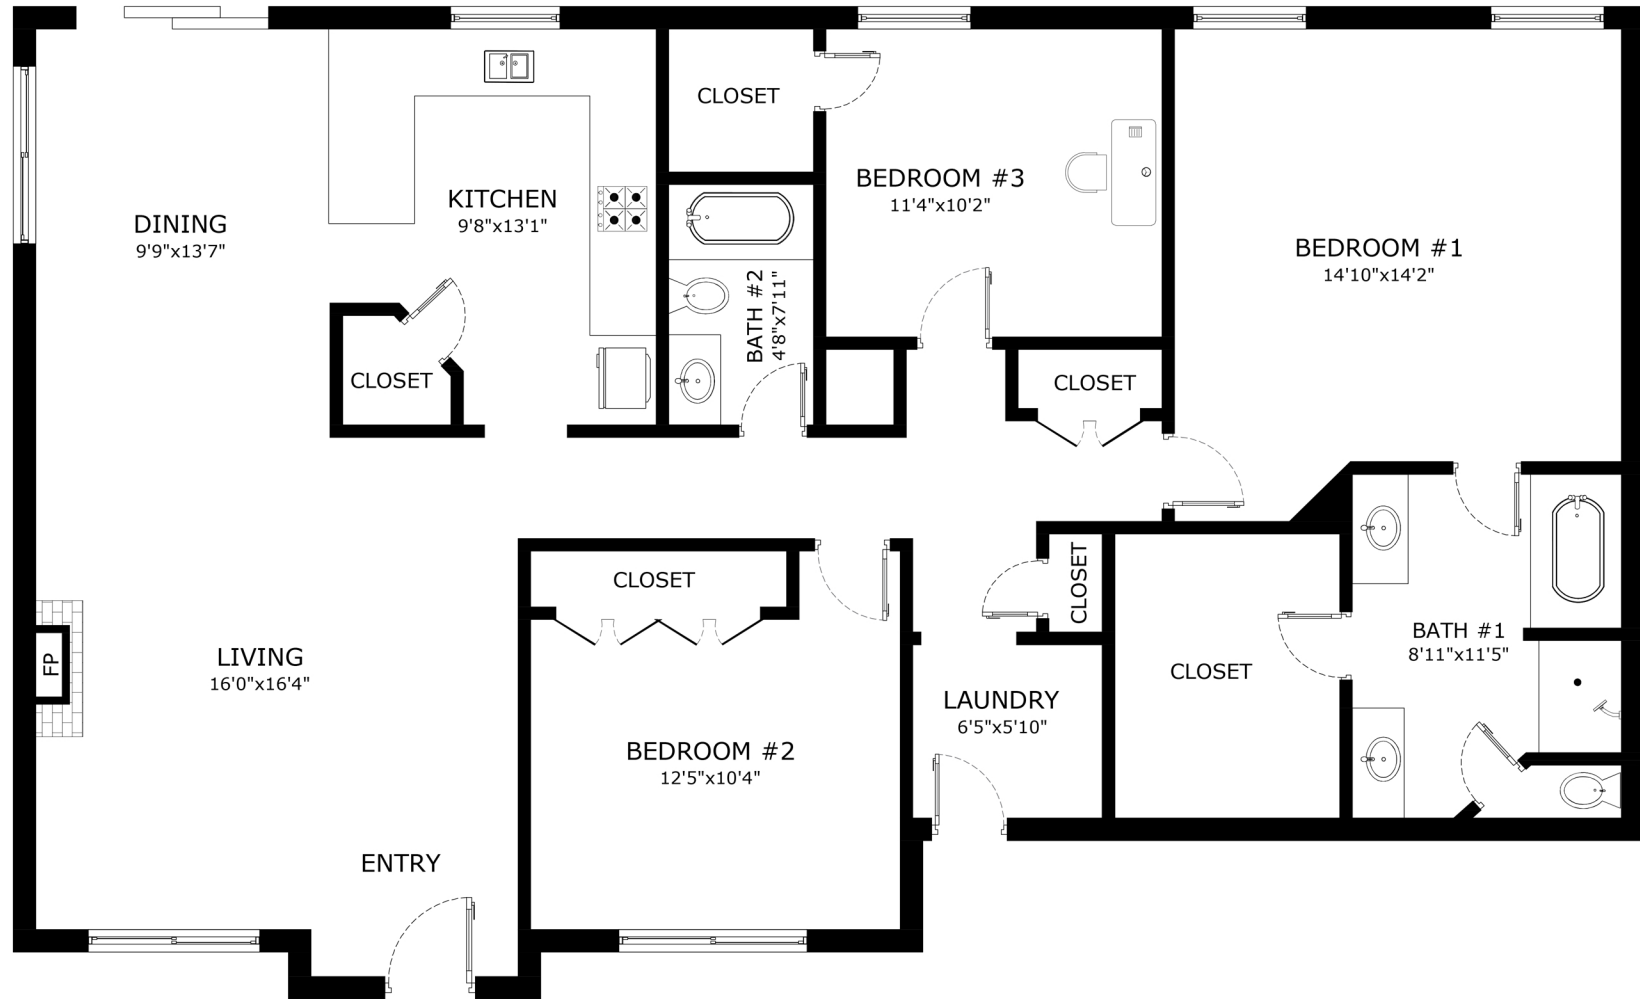 CLOSET
BEDROOM #3
11'4"x10'2"
KITCHEN
9'8"x13'1"
DINING
9'9"x13'7"
BEDROOM #1
14'10"x14'2"
BATH #2
4'8"x7'11"
CLOSET
CLOSET
CLOSET
CLOSET
LIVING
16'0"x16'4"
FP
BATH #1
8'11"x11'5"
CLOSET
LAUNDRY
6'5"x5'10"
BEDROOM #2
12'5"x10'4"
ENTRY